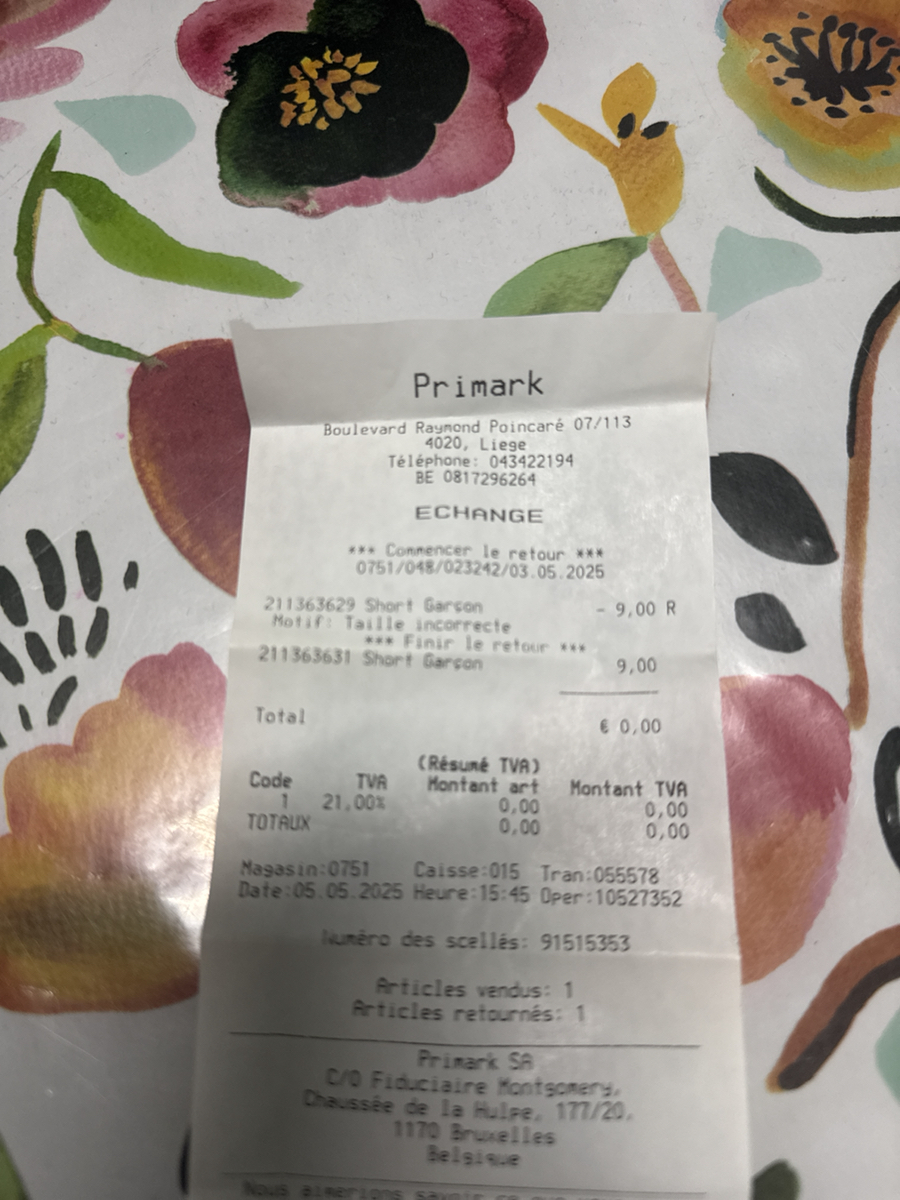 Primark
Boulevard Raymond Poincaré 07/113
4020, Liege
Téléphone: 043422194
BE 0817296264
ECHANGE
*** Commencer le retour ***
0751/048/023242/03.05.2025
211363629 Short Garçon - 9,00 R
Motif: Taille incorrecte
*** Finir le retour ***
211363631 Short Garçon 9,00
Total € 0,00
(Résumé TVA)
Code TVA Montant art Montant TVA
1 21,00% 0,00 0,00
TOTAUX 0,00 0,00
Magasin:0751 Caisse:015 Tran:055578
Date:05.05.2025 Heure:15:45 Oper:10527352
Numéro des scellés: 91515353
Articles vendus: 1
Articles retournés: 1
Primark SA
C/O Fiduciaire Montgomery,
Chaussée de la Hulpe, 177/20,
1170 Bruxelles
Belgique
Nous aimerions savoir ce que